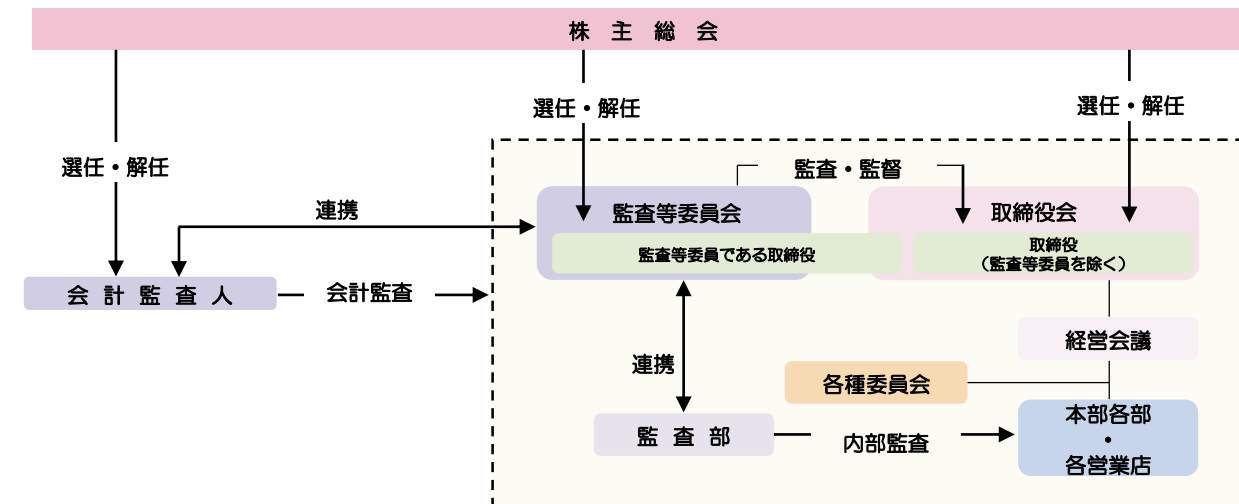 株主総会
選任・解任
選任・解任
選任・解任
監査・監督
連携
監査等委員会
取締役会
監査等委員である取締役
取締役
（監査等委員を除く）
会計監査人
会計監査
経営会議
連携
各種委員会
本部各部
・
各営業店
監査部
内部監査